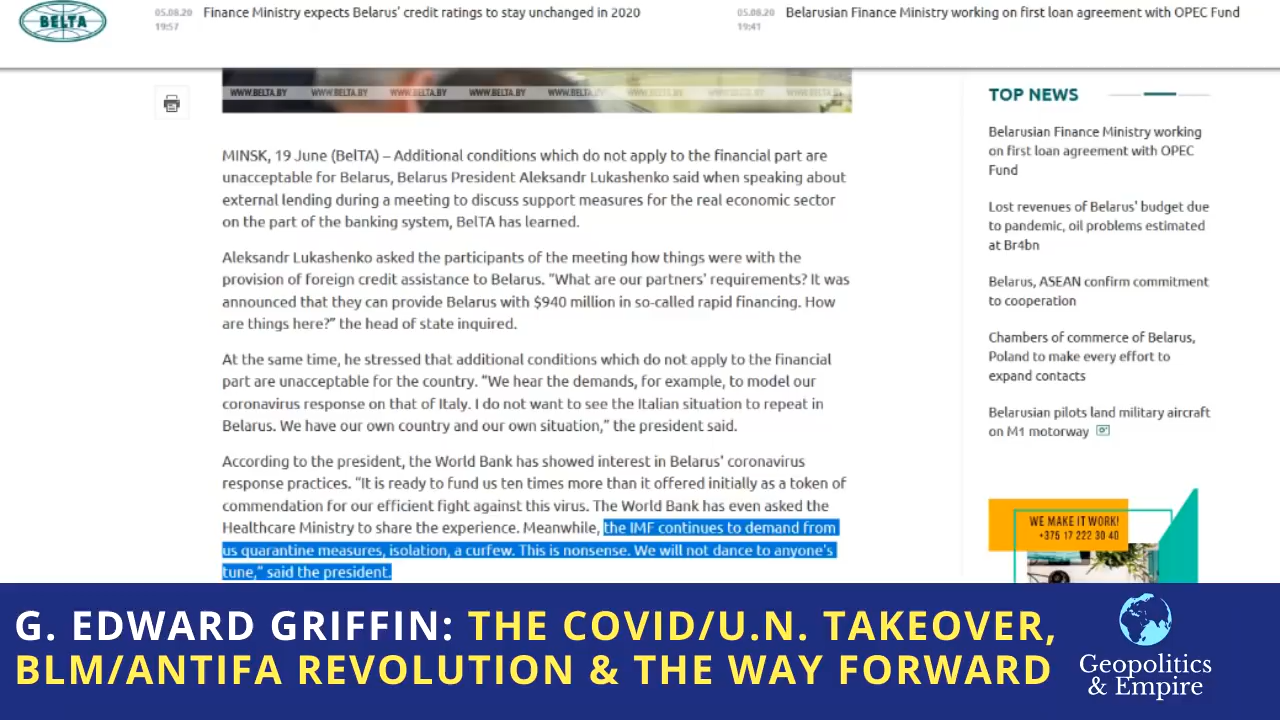 BELTA
05.08.20
19:57
Finance Ministry expects Belarus' credit ratings to stay unchanged in 2020
05.08.20
19:41
Belarusian Finance Ministry working on first loan agreement with OPEC Fund
WWW.BELTA.BY WWW.BELTA.BY WWW.BELTA.BY WWW.BELTA.BY WWW.BELTA.BY WWW.BELTA.BY WWW.BELTA.BY
MINSK, 19 June (BelTA) – Additional conditions which do not apply to the financial part are
unacceptable for Belarus, Belarus President Aleksandr Lukashenko said when speaking about
external lending during a meeting to discuss support measures for the real economic sector
on the part of the banking system, BelTA has learned.
Aleksandr Lukashenko asked the participants of the meeting how things were with the
provision of foreign credit assistance to Belarus. “What are our partners' requirements? It was
announced that they can provide Belarus with $940 million in so-called rapid financing. How
are things here?” the head of state inquired.
At the same time, he stressed that additional conditions which do not apply to the financial
part are unacceptable for the country. “We hear the demands, for example, to model our
coronavirus response on that of Italy. I do not want to see the Italian situation to repeat in
Belarus. We have our own country and our own situation,” the president said.
According to the president, the World Bank has showed interest in Belarus' coronavirus
response practices. “It is ready to fund us ten times more than it offered initially as a token of
commendation for our efficient fight against this virus. The World Bank has even asked the
Healthcare Ministry to share the experience. Meanwhile, the IMF continues to demand from
us quarantine measures, isolation, a curfew. This is nonsense. We will not dance to anyone's
tune,” said the president.
TOP NEWS
Belarusian Finance Ministry working
on first loan agreement with OPEC
Fund
Lost revenues of Belarus' budget due
to pandemic, oil problems estimated
at Br4bn
Belarus, ASEAN confirm commitment
to cooperation
Chambers of commerce of Belarus,
Poland to make every effort to
expand contacts
Belarusian pilots land military aircraft
on M1 motorway
WE MAKE IT WORK!
+375 17 222 30 40
G. EDWARD GRIFFIN: THE COVID/U.N. TAKEOVER,
BLM/ANTIFA REVOLUTION & THE WAY FORWARD
Geopolitics
& Empire